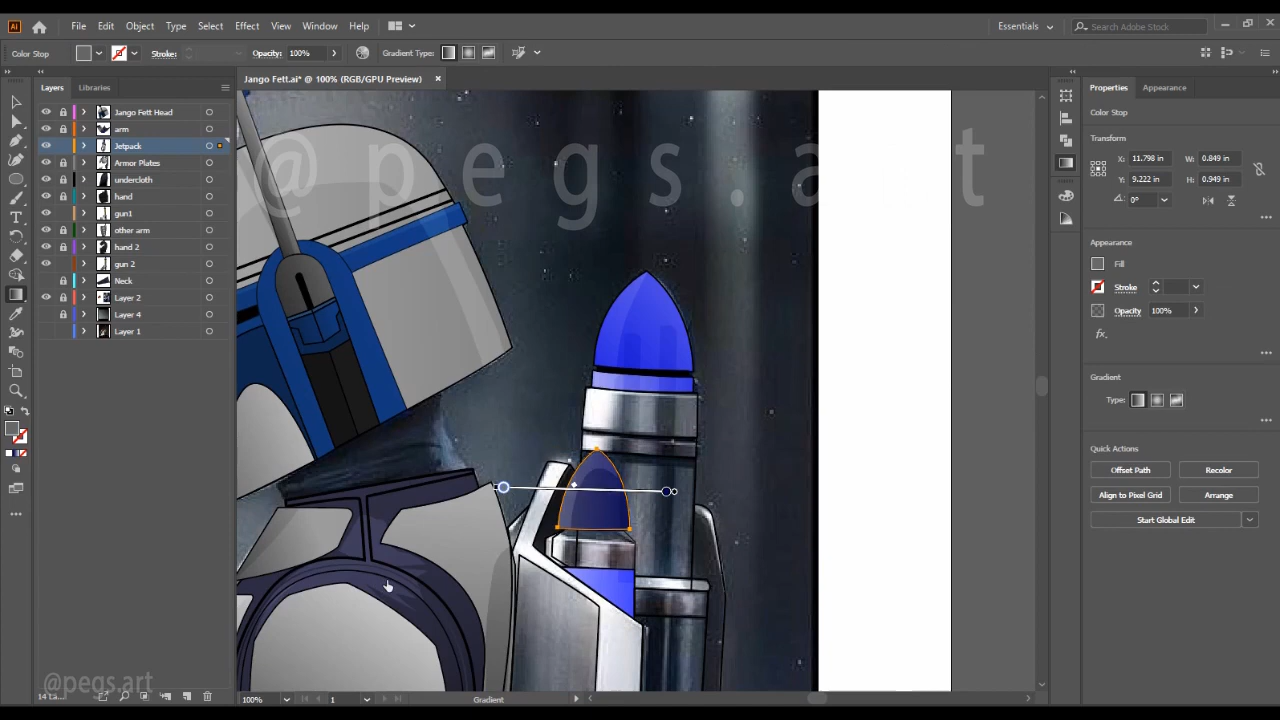 Ai File Edit Object Type Select Effect View Window Help Essentials Search Adobe Stock
Color Stop Stroke: Opacity: 100% Gradient Type:
Layers Libraries
Jango Fett.ai* @ 100% (RGB/GPU Preview)
Properties Appearance
Jango Fett Head
arm
Jetpack
Armor Plates
undercloth
hand
gun1
other arm
hand 2
gun 2
Neck
Layer 2
Layer 4
Layer 1
@pegs.art
Color Stop
Transform
X: 11.798 in W: 0.849 in
Y: 9.222 in H: 0.949 in
0°
Appearance
Fill
Stroke
Opacity 100%
fx.
Gradient
Type:
Quick Actions
Offset Path Recolor
Align to Pixel Grid Arrange
Start Global Edit
@pegs.art
100% 1 Gradient